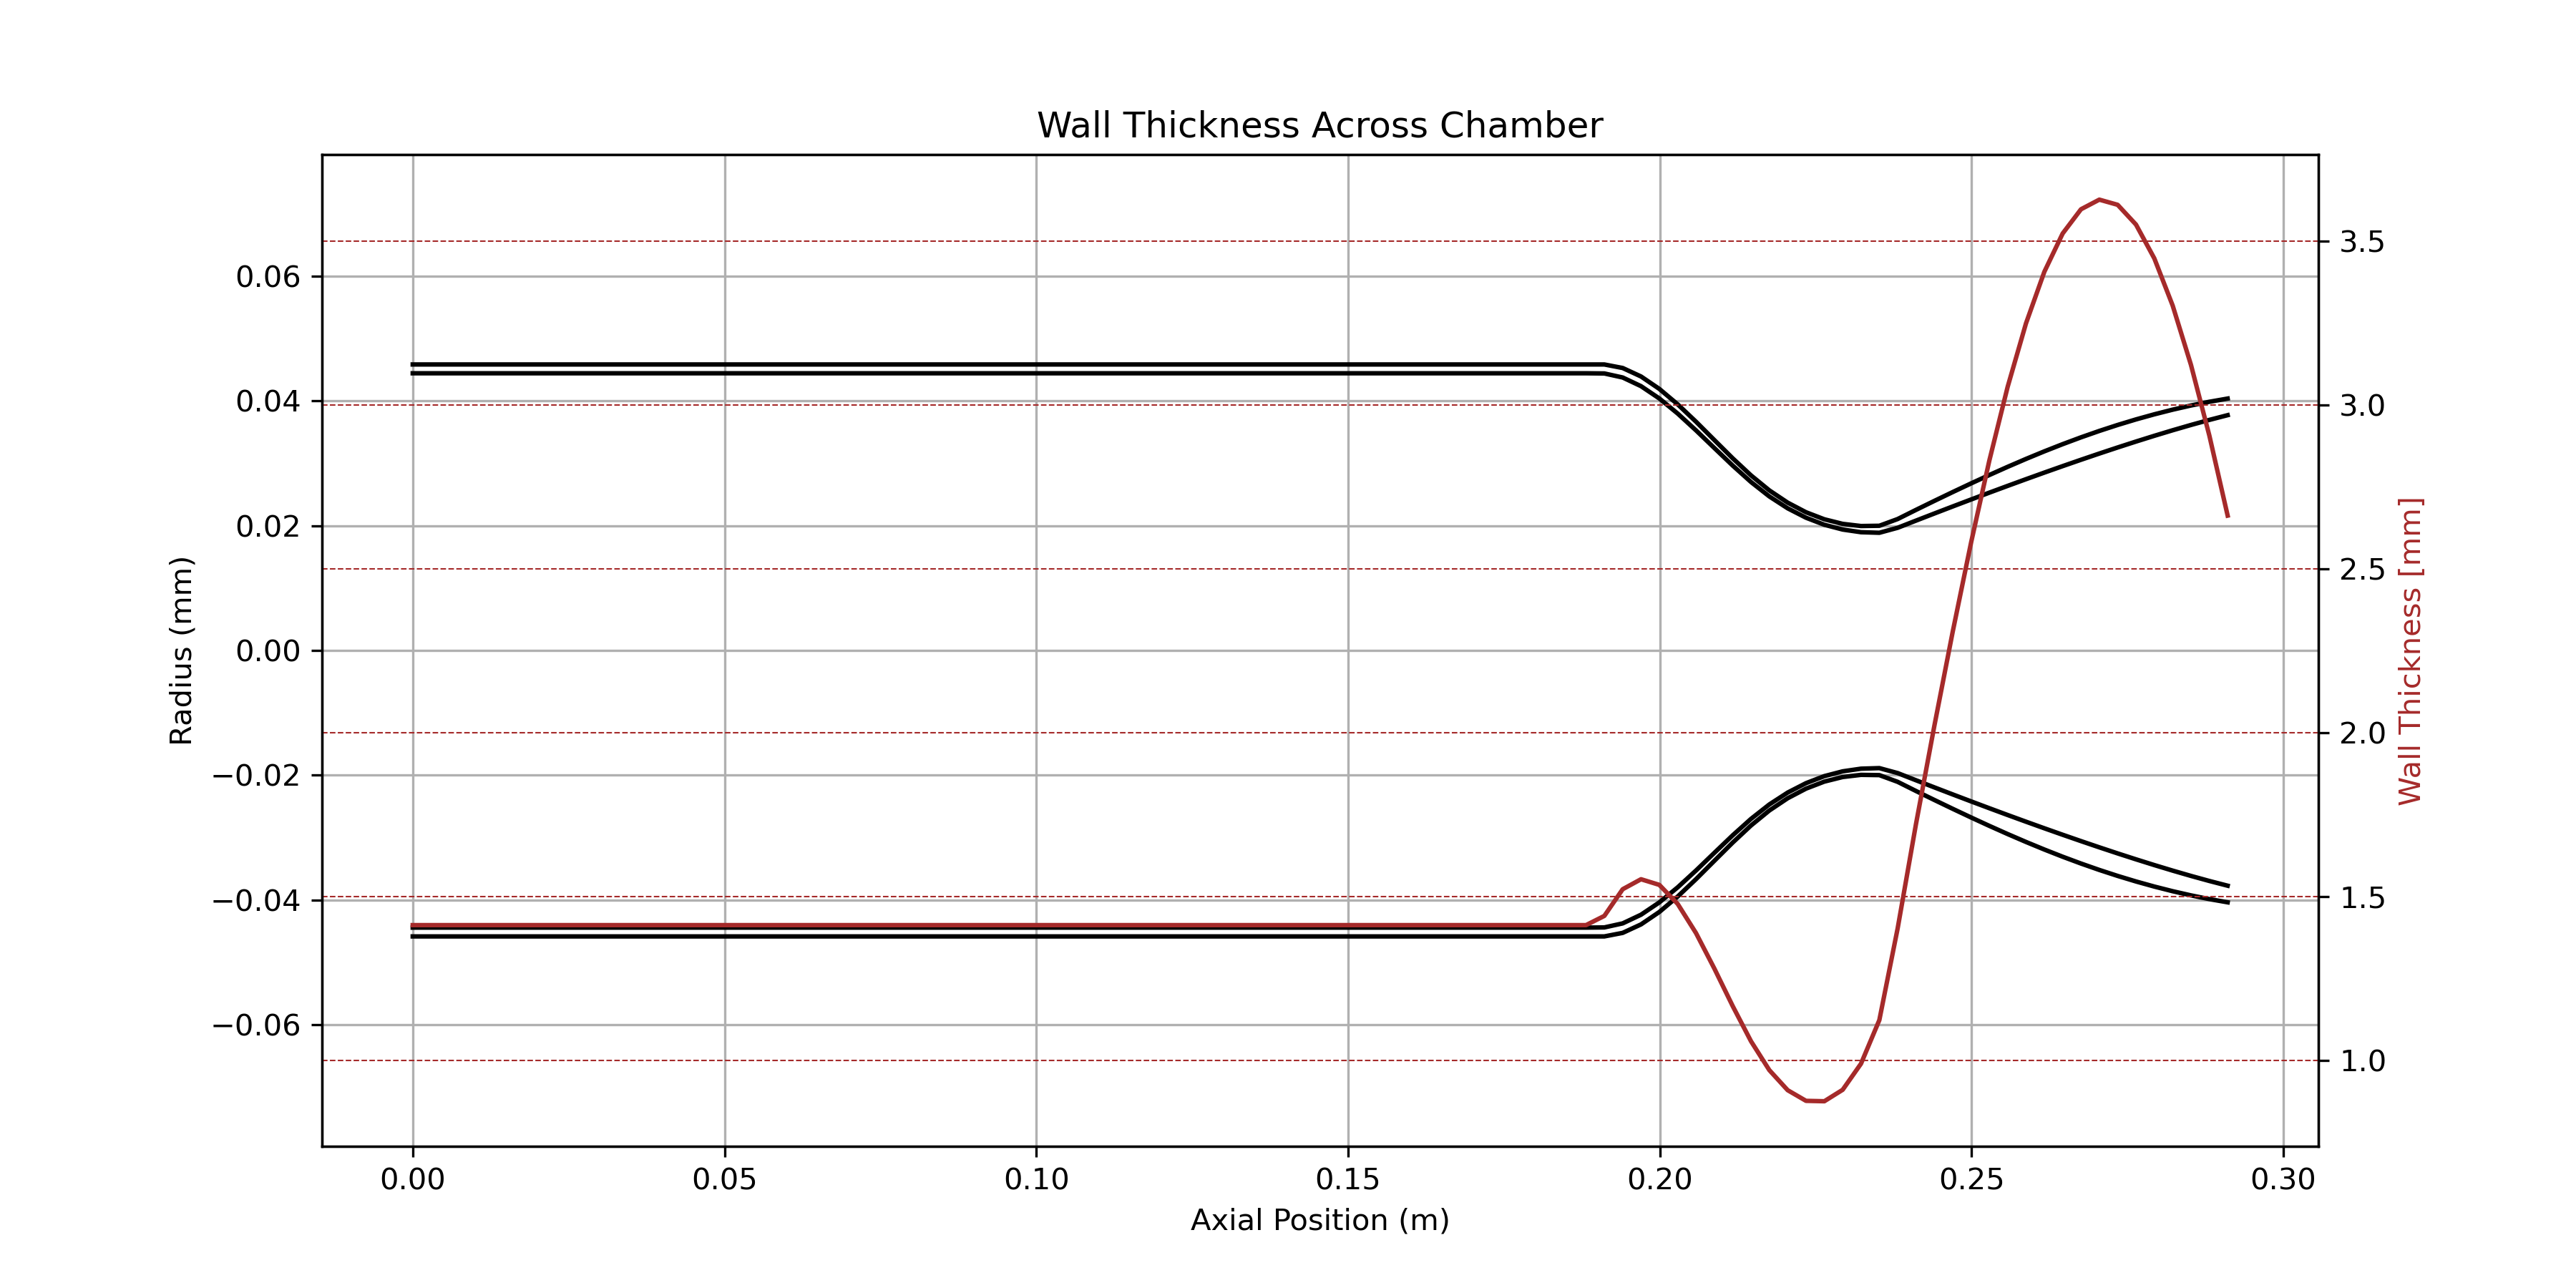 Wall Thickness Across Chamber
0.06
0.04
0.02
0.00
−0.02
−0.04
−0.06
Radius (mm)
3.5
3.0
2.5
2.0
1.5
1.0
Wall Thickness [mm]
0.00 0.05 0.10 0.15 0.20 0.25 0.30
Axial Position (m)